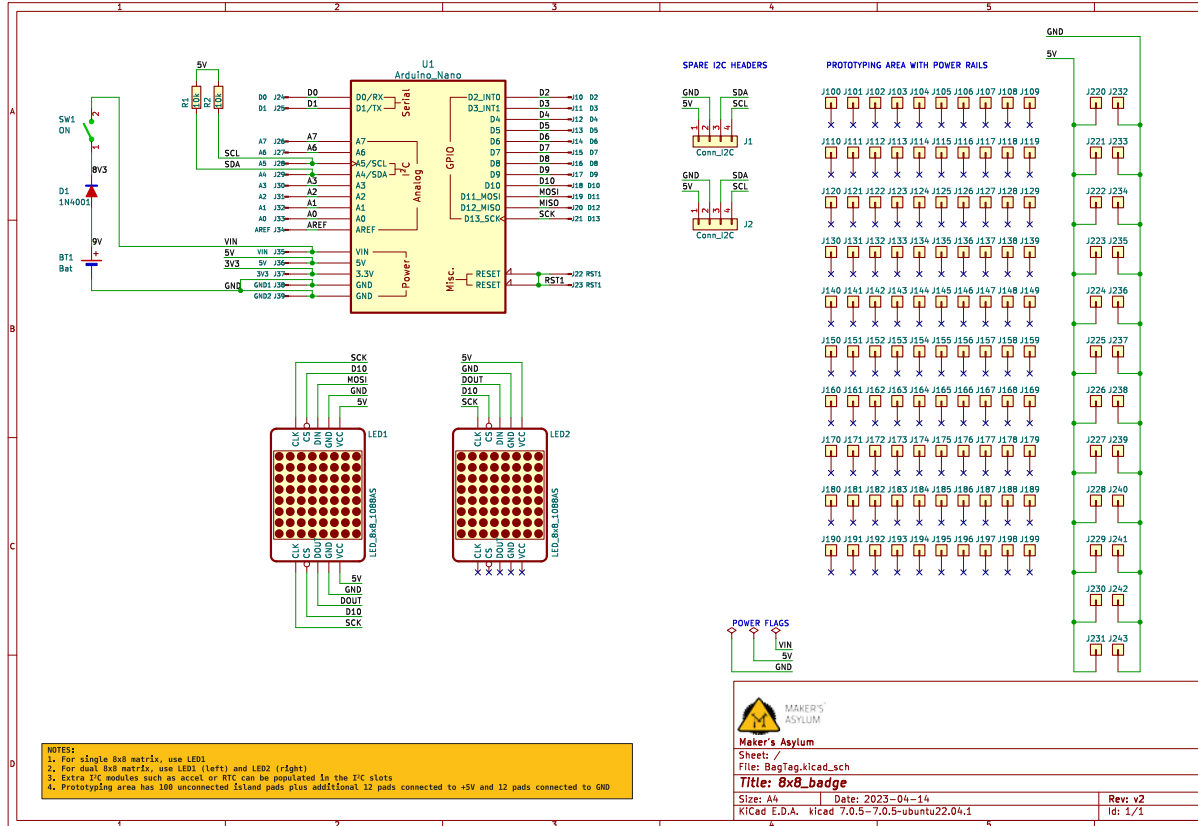 1 2 3 4 5
A
B
C
D
SW1
ON
2
1
8V3
D1
1N4001
9V
+
BT1
Bat
5V
R1
10k
R2
10k
SCL
SDA
VIN
5V
3V3
GND
U1
Arduino_Nano
D0 J24 D0 D0/RX
D1 J25 D1 D1/TX
Serial
A7 J26 A7 A7
A6 J27 A6 A6
A5 J28 A5/SCL
A4 J29 A4/SDA
I²C
A3 J30 A3 A3
A2 J31 A2 A2
A1 J32 A1 A1
A0 J33 A0 A0
AREF J34 AREF AREF
Analog
VIN J35 VIN
5V J36 5V
3V3 J37 3.3V
GND1 J38 GND
GND2 J39 GND
Power
GPIO
D2_INT0 D2 J10 D2
D3_INT1 D3 J11 D3
D4 D4 J12 D4
D5 D5 J13 D5
D6 D6 J14 D6
D7 D7 J15 D7
D8 D8 J16 D8
D9 D9 J17 D9
D10 D10 J18 D10
D11_MOSI MOSI J19 D11
D12_MISO MISO J20 D12
D13_SCK SCK J21 D13
Misc.
RESET J22 RST1
RESET RST1 J23 RST1
SCK
D10
MOSI
GND
5V
LED1
CLK CS DIN GND VCC
LED_8x8_1088AS
CLK CS DOUT GND VCC
5V
GND
DOUT
D10
SCK
5V
GND
DOUT
D10
SCK
LED2
CLK CS DIN GND VCC
LED_8x8_1088AS
CLK CS DOUT GND VCC
SPARE I2C HEADERS
GND SDA
5V SCL
1 2 3 4
J1
Conn_I2C
GND SDA
5V SCL
1 2 3 4
J2
Conn_I2C
PROTOTYPING AREA WITH POWER RAILS
GND
5V
J100 J101 J102 J103 J104 J105 J106 J107 J108 J109 J220 J232
J110 J111 J112 J113 J114 J115 J116 J117 J118 J119 J221 J233
J120 J121 J122 J123 J124 J125 J126 J127 J128 J129 J222 J234
J130 J131 J132 J133 J134 J135 J136 J137 J138 J139 J223 J235
J140 J141 J142 J143 J144 J145 J146 J147 J148 J149 J224 J236
J150 J151 J152 J153 J154 J155 J156 J157 J158 J159 J225 J237
J160 J161 J162 J163 J164 J165 J166 J167 J168 J169 J226 J238
J170 J171 J172 J173 J174 J175 J176 J177 J178 J179 J227 J239
J180 J181 J182 J183 J184 J185 J186 J187 J188 J189 J228 J240
J190 J191 J192 J193 J194 J195 J196 J197 J198 J199 J229 J241
J230 J242
J231 J243
POWER FLAGS
VIN
5V
GND
NOTES:
1. For single 8x8 matrix, use LED1
2. For dual 8x8 matrix, use LED1 (left) and LED2 (right)
3. Extra I²C modules such as accel or RTC can be populated in the I²C slots
4. Prototyping area has 100 unconnected island pads plus additional 12 pads connected to +5V and 12 pads connected to GND
MAKER'S
ASYLUM
Maker's Asylum
Sheet: /
File: BagTag.kicad_sch
Title: 8x8_badge
Size: A4 Date: 2023-04-14 Rev: v2
KiCad E.D.A. kicad 7.0.5-7.0.5~ubuntu22.04.1 Id: 1/1
1 2 3 4 5